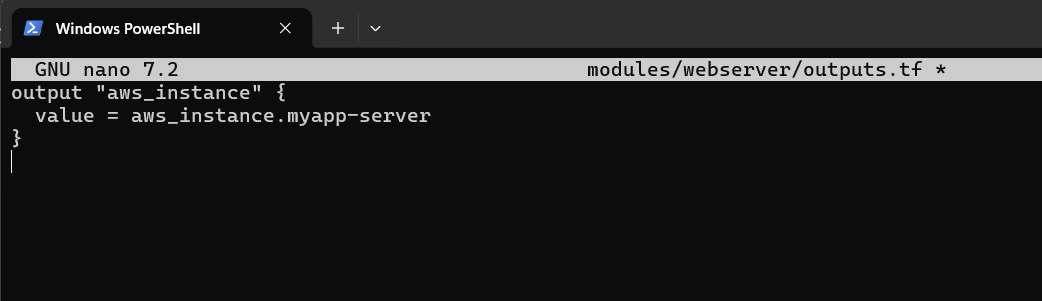 Windows PowerShell
GNU nano 7.2 modules/webserver/outputs.tf *
output "aws_instance" {
  value = aws_instance.myapp-server
}